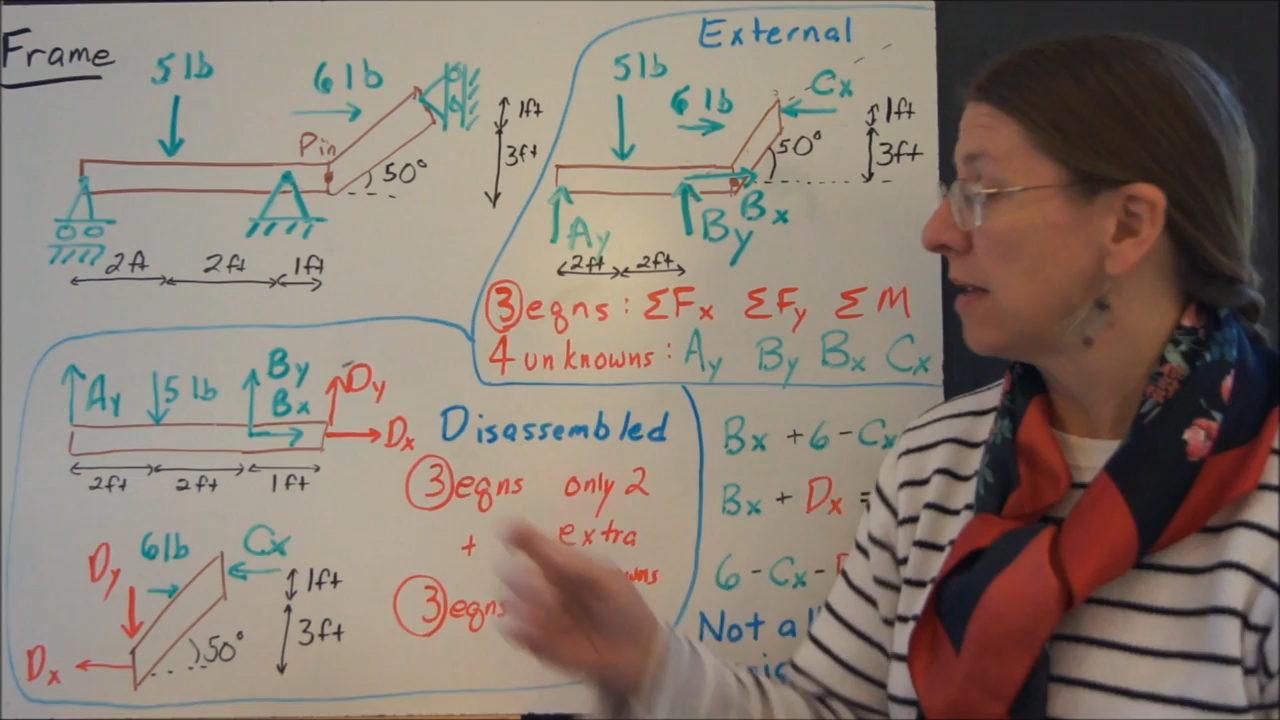 Frame
5 lb
6 lb
Pin
50°
1ft
3ft
2ft 2ft 1ft
External
5 lb
6 lb
Cx
50°
1ft
3ft
Ay
By
Bx
2ft 2ft
3 eqns: ΣFx ΣFy ΣM
4 unknowns: Ay By Bx Cx
Ay
5 lb
By
Bx
Dy
Dx
2ft 2ft 1ft
Dy
6 lb
Cx
1ft
3ft
50°
Dx
Disassembled
3 eqns only 2
+ extra
3 eqns
Bx + 6 - Cx
Bx + Dx =
6 - Cx -
Not